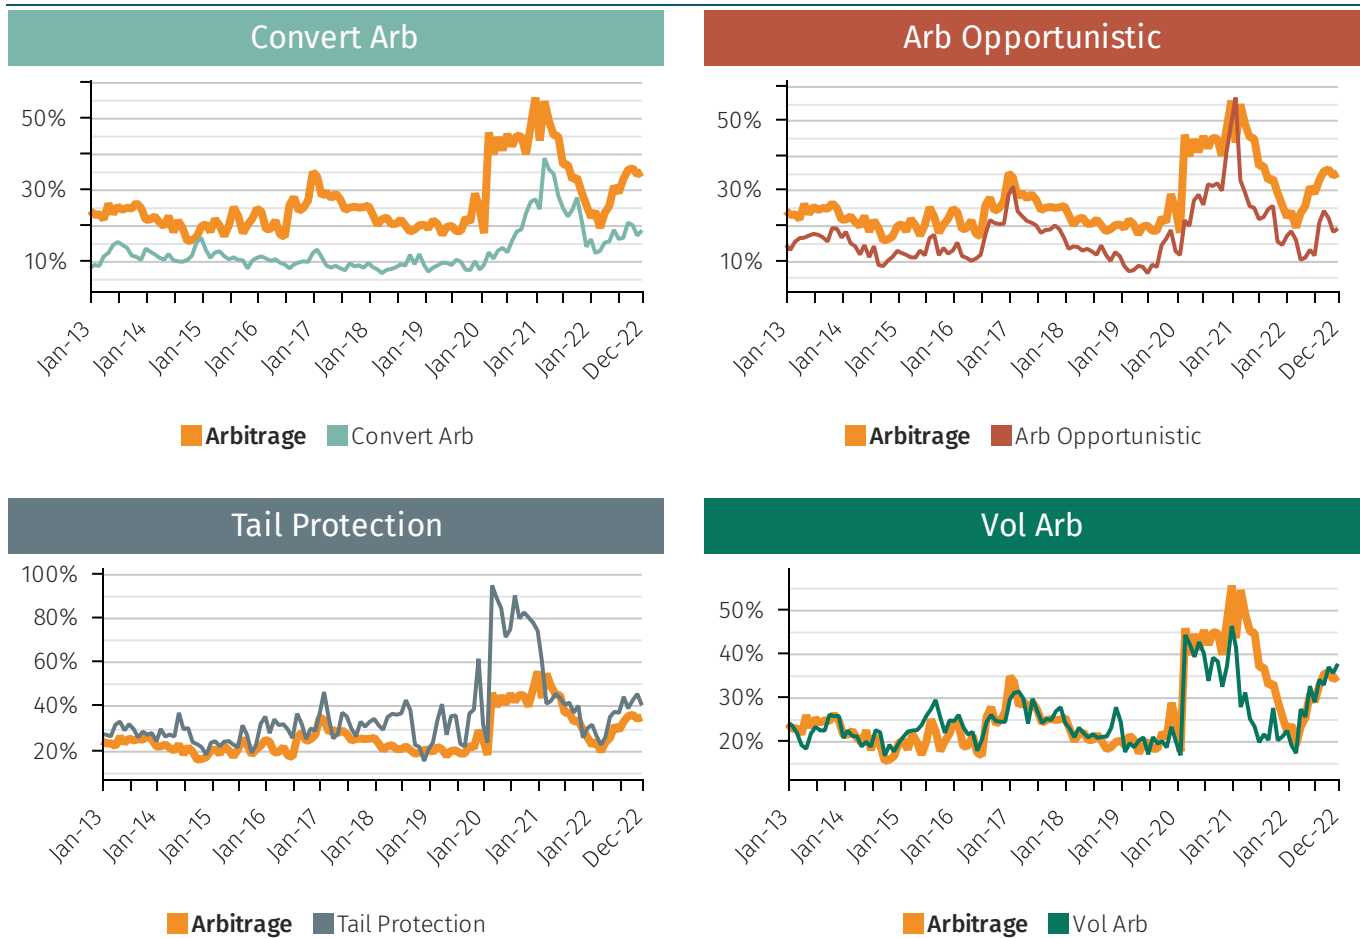 Convert Arb
50%
30%
10%
Jan-13
Jan-14
Jan-15
Jan-16
Jan-17
Jan-18
Jan-19
Jan-20
Jan-21
Jan-22
Dec-22
Arbitrage Convert Arb
Arb Opportunistic
50%
30%
10%
Jan-13
Jan-14
Jan-15
Jan-16
Jan-17
Jan-18
Jan-19
Jan-20
Jan-21
Jan-22
Dec-22
Arbitrage Arb Opportunistic
Tail Protection
100%
80%
60%
40%
20%
Jan-13
Jan-14
Jan-15
Jan-16
Jan-17
Jan-18
Jan-19
Jan-20
Jan-21
Jan-22
Dec-22
Arbitrage Tail Protection
Vol Arb
50%
40%
30%
20%
Jan-13
Jan-14
Jan-15
Jan-16
Jan-17
Jan-18
Jan-19
Jan-20
Jan-21
Jan-22
Dec-22
Arbitrage Vol Arb